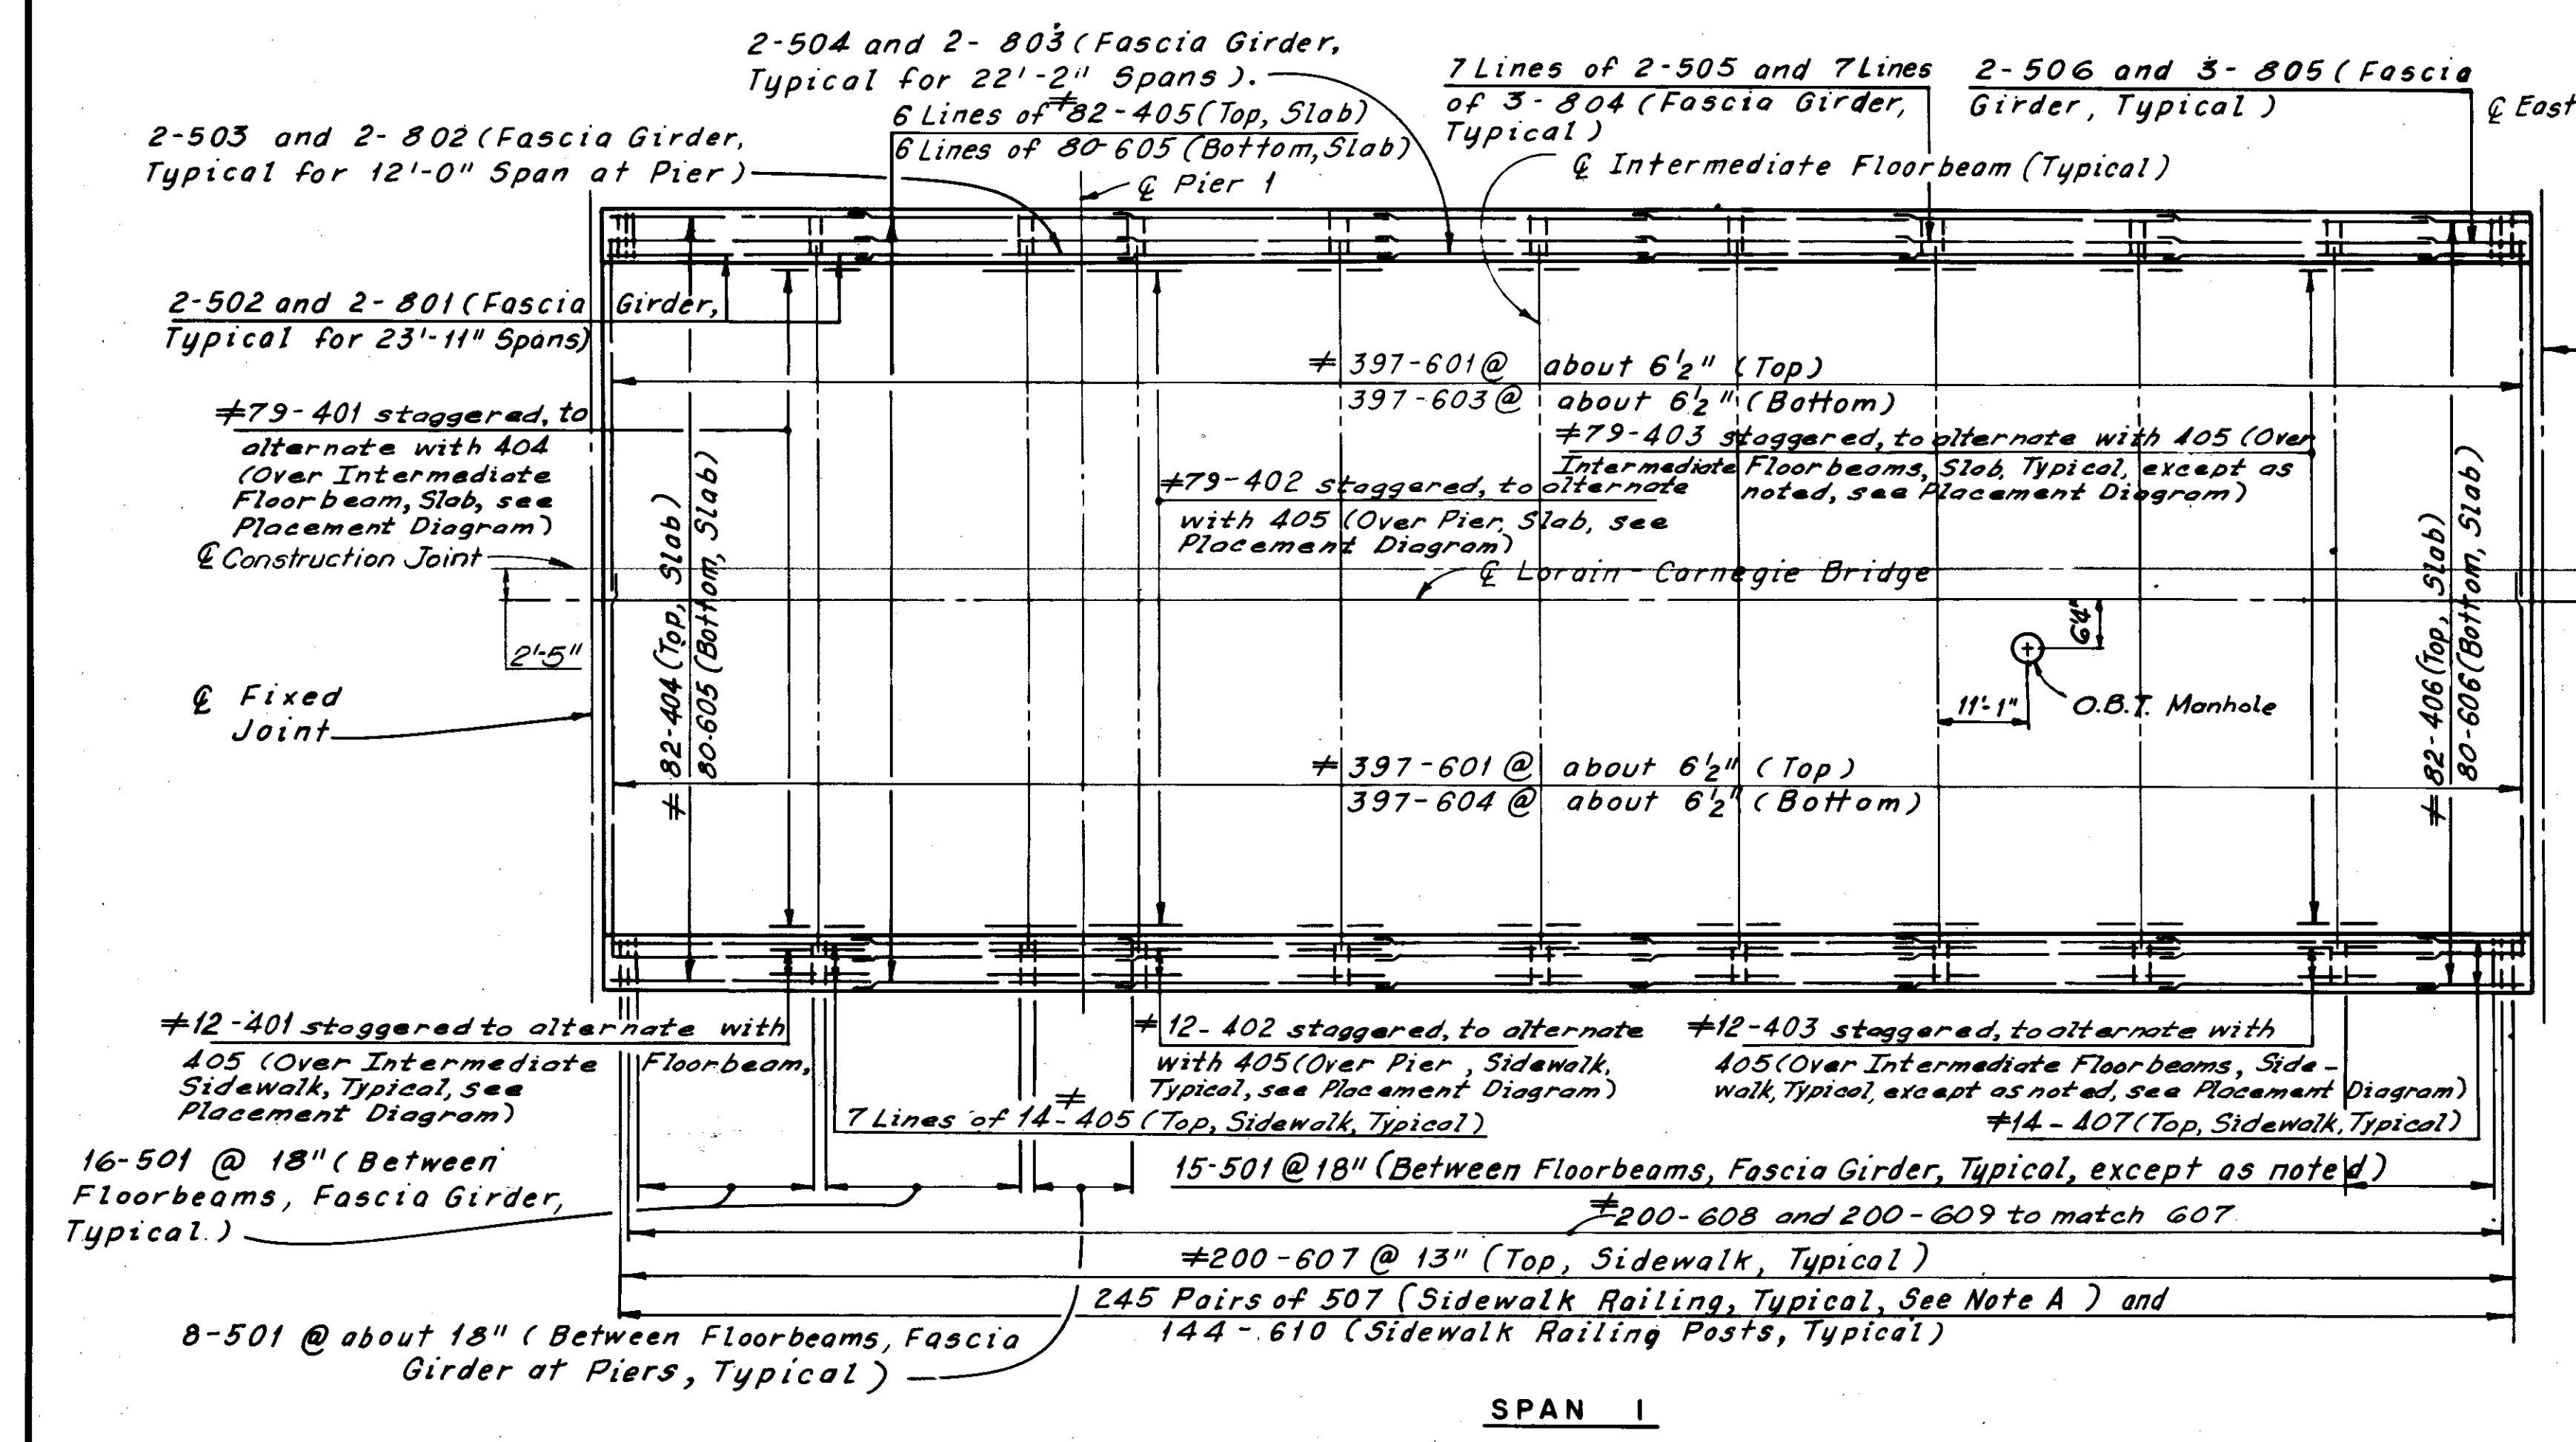 2-504 and 2-803 (Fascia Girder,
Typical for 22'-2" Spans).
7 Lines of 2-505 and 7 Lines
of 3-804 (Fascia Girder,
Typical)
2-506 and 3-805 (Fascia
Girder, Typical)
℄ East
6 Lines of ≠82-405 (Top, Slab)
6 Lines of 80-605 (Bottom, Slab)
2-503 and 2-802 (Fascia Girder,
Typical for 12'-0" Span at Pier)
℄ Pier 1
℄ Intermediate Floorbeam (Typical)
2-502 and 2-801 (Fascia Girder,
Typical for 23'-11" Spans)
≠397-601 @ about 6½" (Top)
397-603 @ about 6½" (Bottom)
≠79-401 staggered, to
alternate with 404
(Over Intermediate
Floorbeam, Slab, see
Placement Diagram)
≠79-403 staggered, to alternate with 405 (Over
Intermediate Floorbeams, Slab, Typical, except as
noted, see Placement Diagram)
≠79-402 staggered, to alternate
with 405 (Over Pier, Slab, see
Placement Diagram)
℄ Construction Joint
℄ Lorain-Carnegie Bridge
2'-5"
≠82-404 (Top, Slab)
80-605 (Bottom, Slab)
≠82-406 (Top, Slab)
80-606 (Bottom, Slab)
11'-1"
O.B.T. Manhole
℄ Fixed
Joint
≠397-601 @ about 6½" (Top)
397-604 @ about 6½" (Bottom)
≠12-401 staggered to alternate with
405 (Over Intermediate Floorbeam,
Sidewalk, Typical, see
Placement Diagram)
≠12-402 staggered, to alternate
with 405 (Over Pier, Sidewalk,
Typical, see Placement Diagram)
≠12-403 staggered, to alternate with
405 (Over Intermediate Floorbeams, Side-
walk, Typical, except as noted, see Placement Diagram)
7 Lines of ≠14-405 (Top, Sidewalk, Typical)
≠14-407 (Top, Sidewalk, Typical)
16-501 @ 18" (Between
Floorbeams, Fascia Girder,
Typical.)
15-501 @ 18" (Between Floorbeams, Fascia Girder, Typical, except as noted)
≠200-608 and 200-609 to match 607
≠200-607 @ 13" (Top, Sidewalk, Typical)
245 Pairs of 507 (Sidewalk Railing, Typical, See Note A) and
144-610 (Sidewalk Railing Posts, Typical)
8-501 @ about 18" (Between Floorbeams, Fascia
Girder at Piers, Typical)
SPAN I